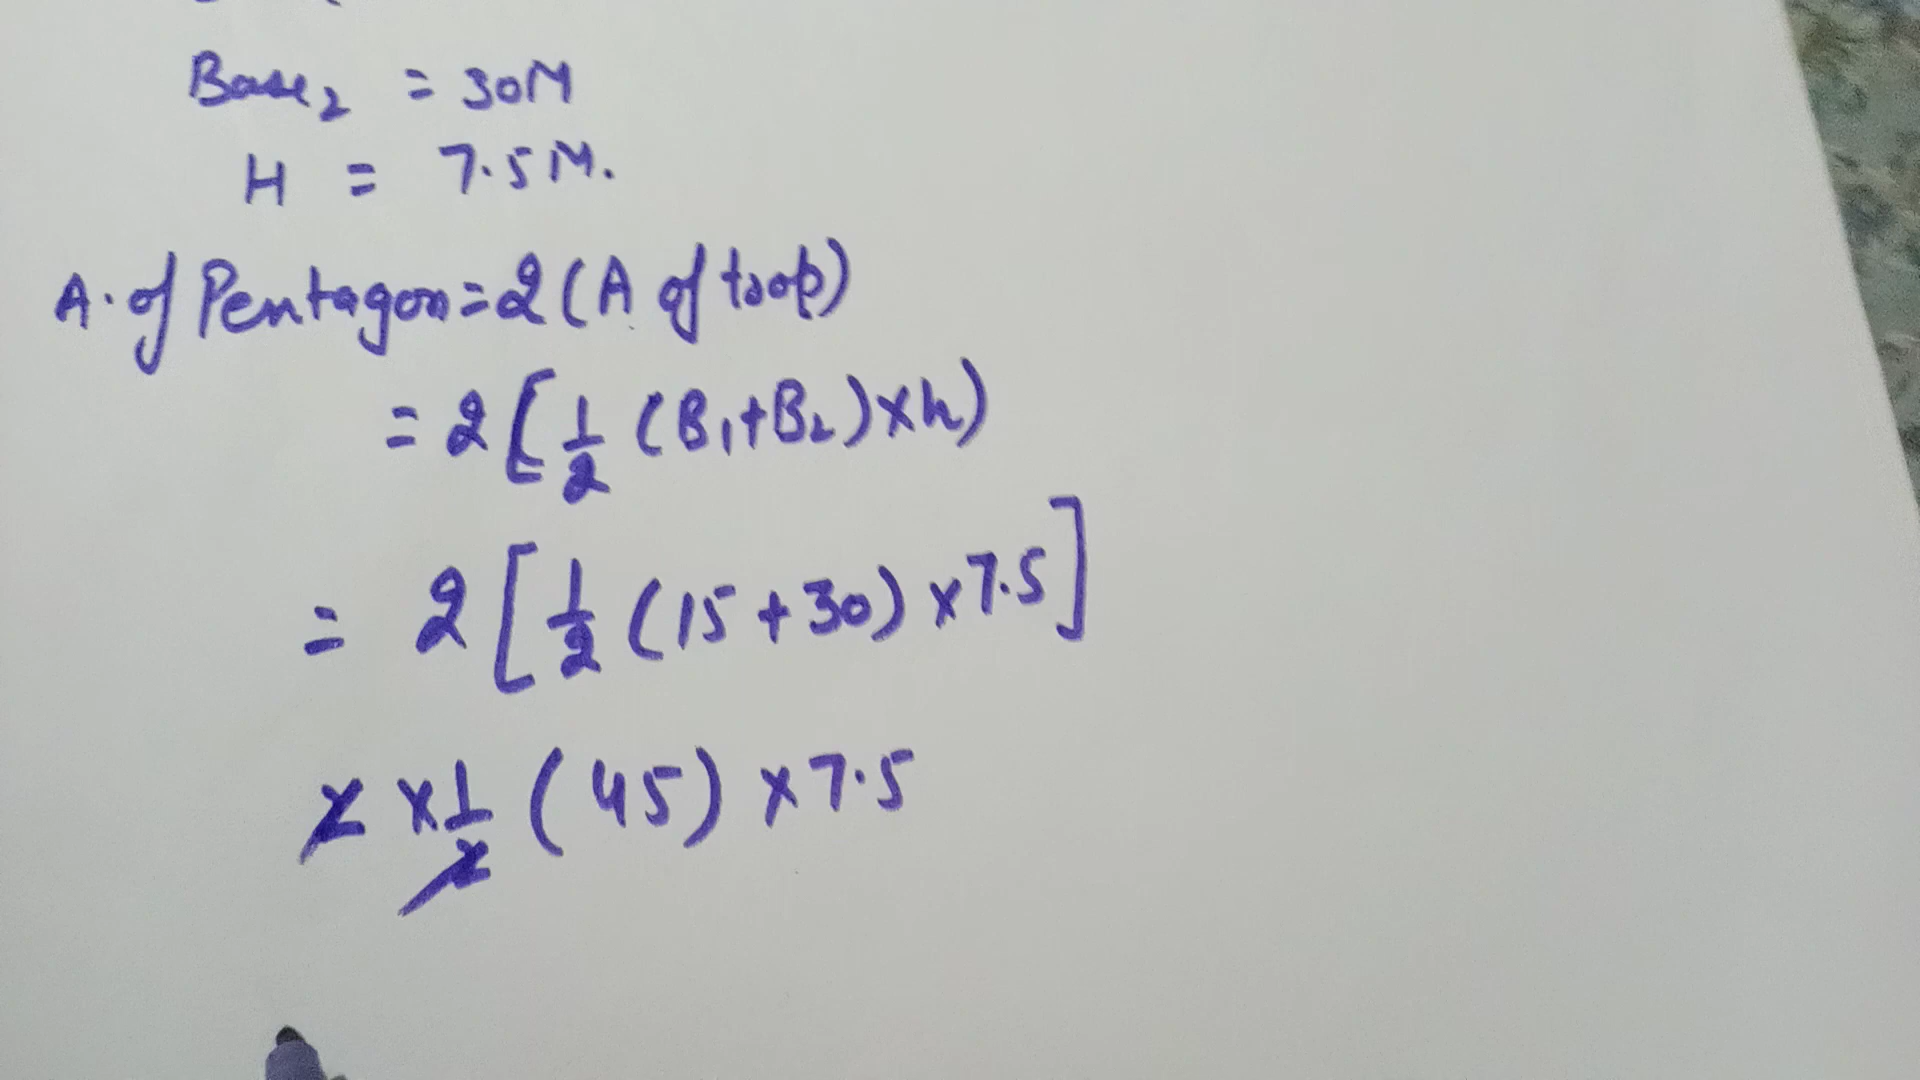 Base₂ = 30M
H = 7.5M.
A. of Pentagon = 2 (A of trap)
= 2 [ 1/2 (B₁+B₂) × h)
= 2 [ 1/2 (15 + 30) × 7.5 ]
2 × 1/2 (45) × 7.5